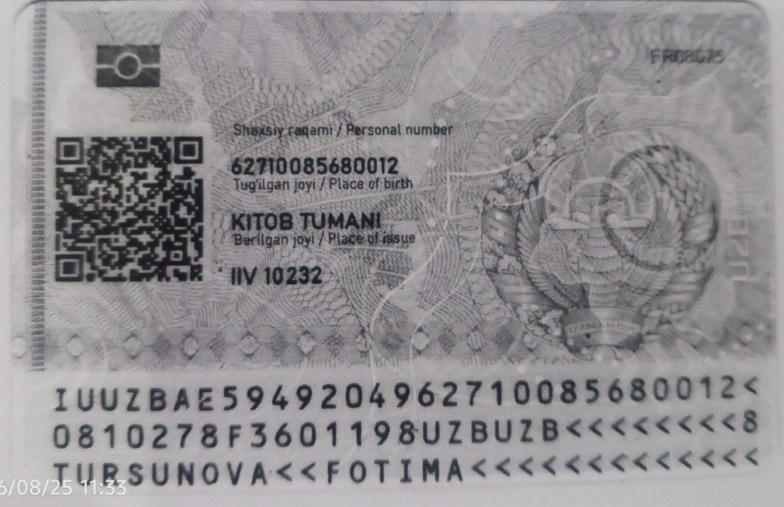 Shaxsiy raqami / Personal number
62710085680012
Tug'ilgan joyi / Place of birth
KITOB TUMANI
Berilgan joyi / Place of issue
IIV 10232
IUUZBAE5949204962710085680012<
0810278F3601198UZBUZB<<<<<<<<8
TURSUNOVA<<FOTIMA<<<<<<<<<<<<<
6/08/25 11:33